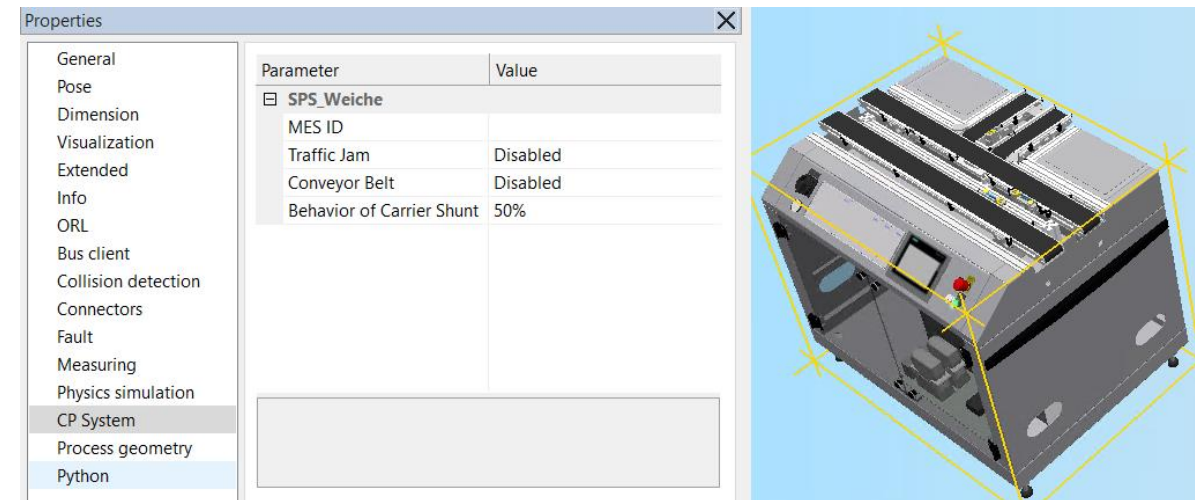 Properties
General
Pose
Dimension
Visualization
Extended
Info
ORL
Bus client
Collision detection
Connectors
Fault
Measuring
Physics simulation
CP System
Process geometry
Python
Parameter Value
SPS_Weiche
MES ID
Traffic Jam Disabled
Conveyor Belt Disabled
Behavior of Carrier Shunt 50%